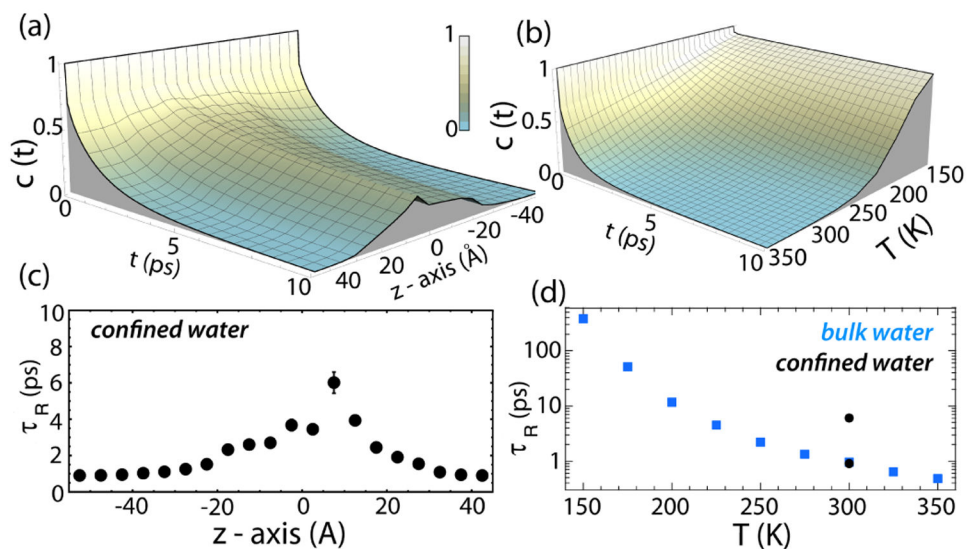 (a)
1
0
1
0.5
0
c (t)
0
5
10
t (ps)
40
20
0
-20
-40
z - axis (Å)
(b)
1
0.5
0
c (t)
0
5
10
t (ps)
350
300
250
200
150
T (K)
(c)
confined water
10
8
6
4
2
0
τR (ps)
-40
-20
0
20
40
z - axis (A)
(d)
bulk water
confined water
100
10
1
τR (ps)
150
200
250
300
350
T (K)